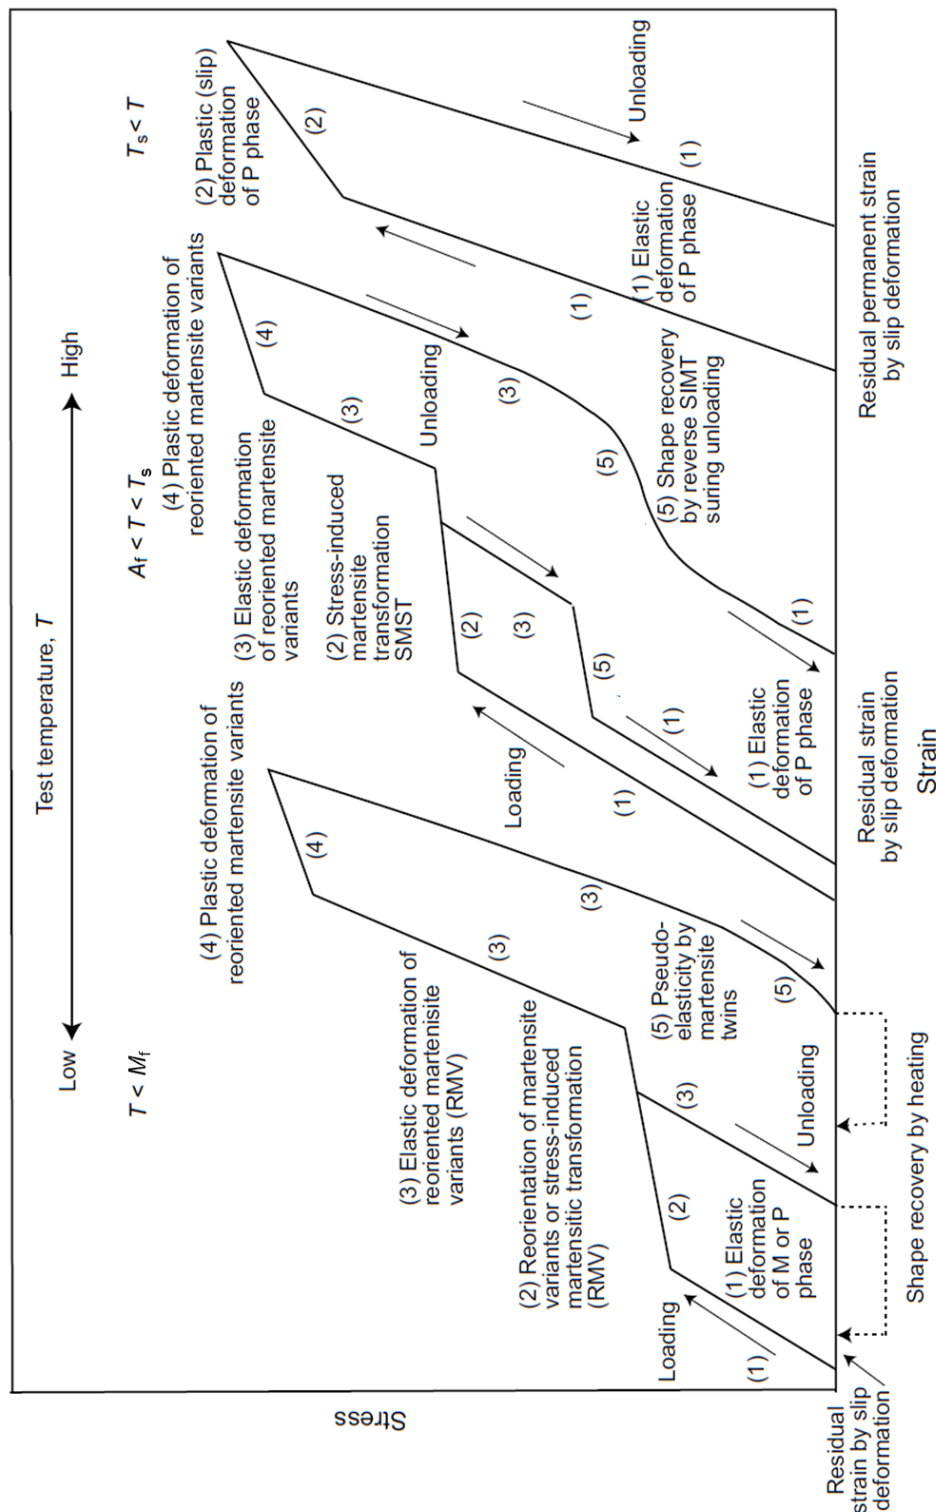 Test temperature, T
Low
High
T < Mf
Af < T < Ts
Ts < T
(4) Plastic deformation of
reoriented martensite variants
(4) Plastic deformation of
reoriented martensite variants
(2) Plastic (slip)
deformation
of P phase
(4)
(4)
(2)
(3) Elastic deformation of
reoriented martenisite
variants (RMV)
(3)
(3) Elastic deformation
of reoriented martensite
variants
(3)
(2) Stress-induced
martensite
transformation
SMST
Unloading
(2) Reorientation of martensite
variants or stress-induced
martensitic transformation
(RMV)
(3)
Loading
(2)
(3)
(3)
(1)
(5)
(5)
(1)
(1) Elastic
deformation
of P phase
(1)
Unloading
(5) Pseudo-
elasticity by
martensite
twins
(1)
(5) Shape recovery
by reverse SIMT
suring unloading
Loading
(1)
(2)
(3)
(1) Elastic
deformation
of M or P
phase
Unloading
(5)
(1) Elastic
deformation
of P phase
(1)
Stress
Residual
strain by slip
deformation
Shape recovery by heating
Residual strain
by slip deformation
Residual permanent strain
by slip deformation
Strain